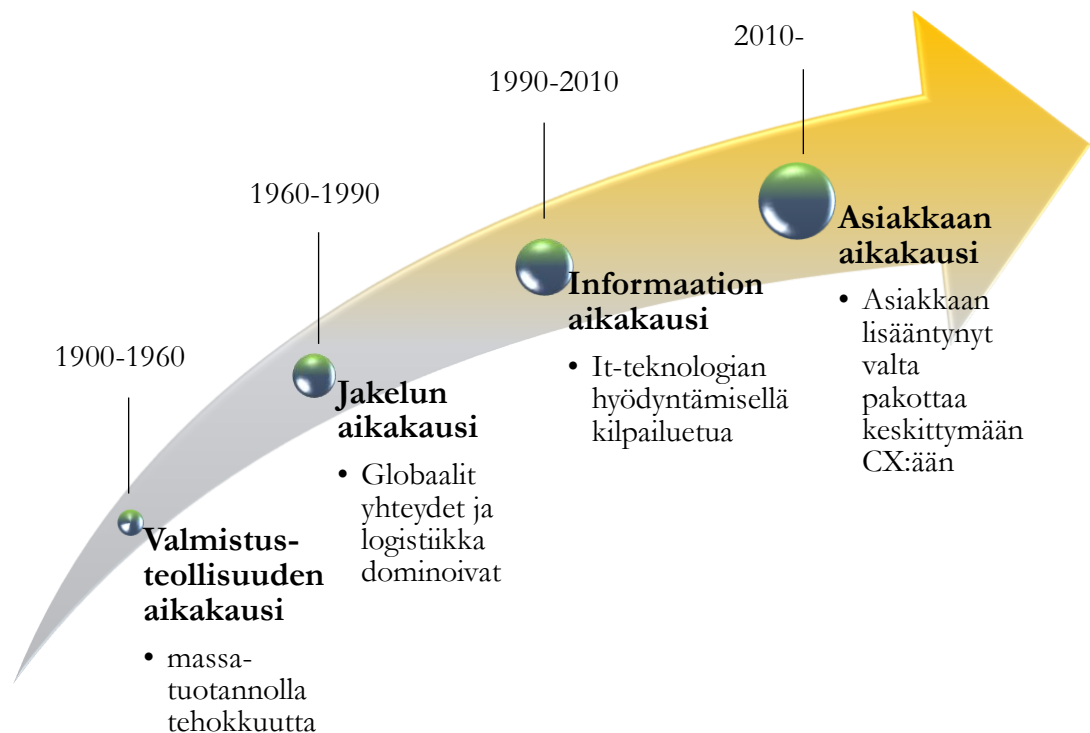 1900-1960
Valmistus-
teollisuuden
aikakausi
• massa-
tuotannolla
tehokkuutta
1960-1990
Jakelun
aikakausi
• Globaalit
yhteydet ja
logistiikka
dominoivat
1990-2010
Informaation
aikakausi
• It-teknologian
hyödyntämisellä
kilpailuetua
2010-
Asiakkaan
aikakausi
• Asiakkaan
lisääntynyt
valta
pakottaa
keskittymään
CX:ään